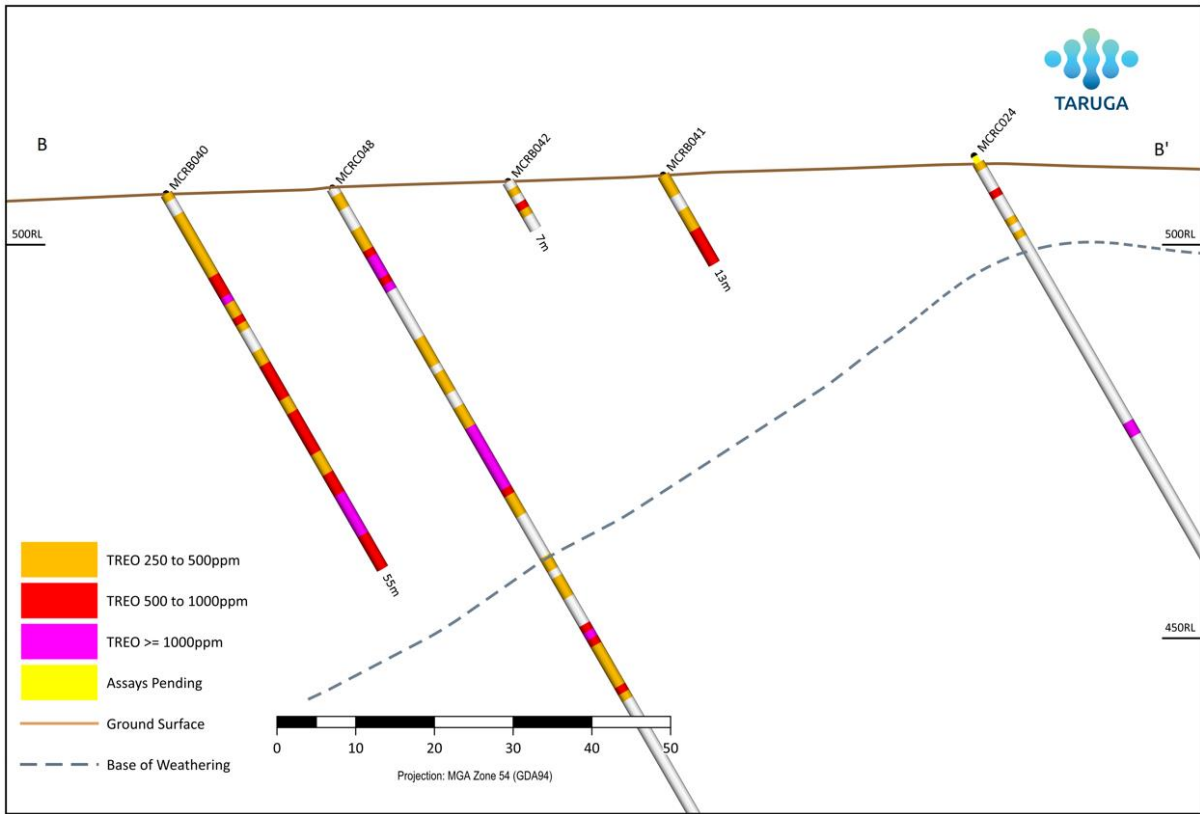 TARUGA
B
B'
MCRB040
MCRC048
MCRB042
MCRB041
MCRC024
500RL
500RL
7m
13m
55m
450RL
TREO 250 to 500ppm
TREO 500 to 1000ppm
TREO >= 1000ppm
Assays Pending
Ground Surface
Base of Weathering
0 10 20 30 40 50
Projection: MGA Zone 54 (GDA94)